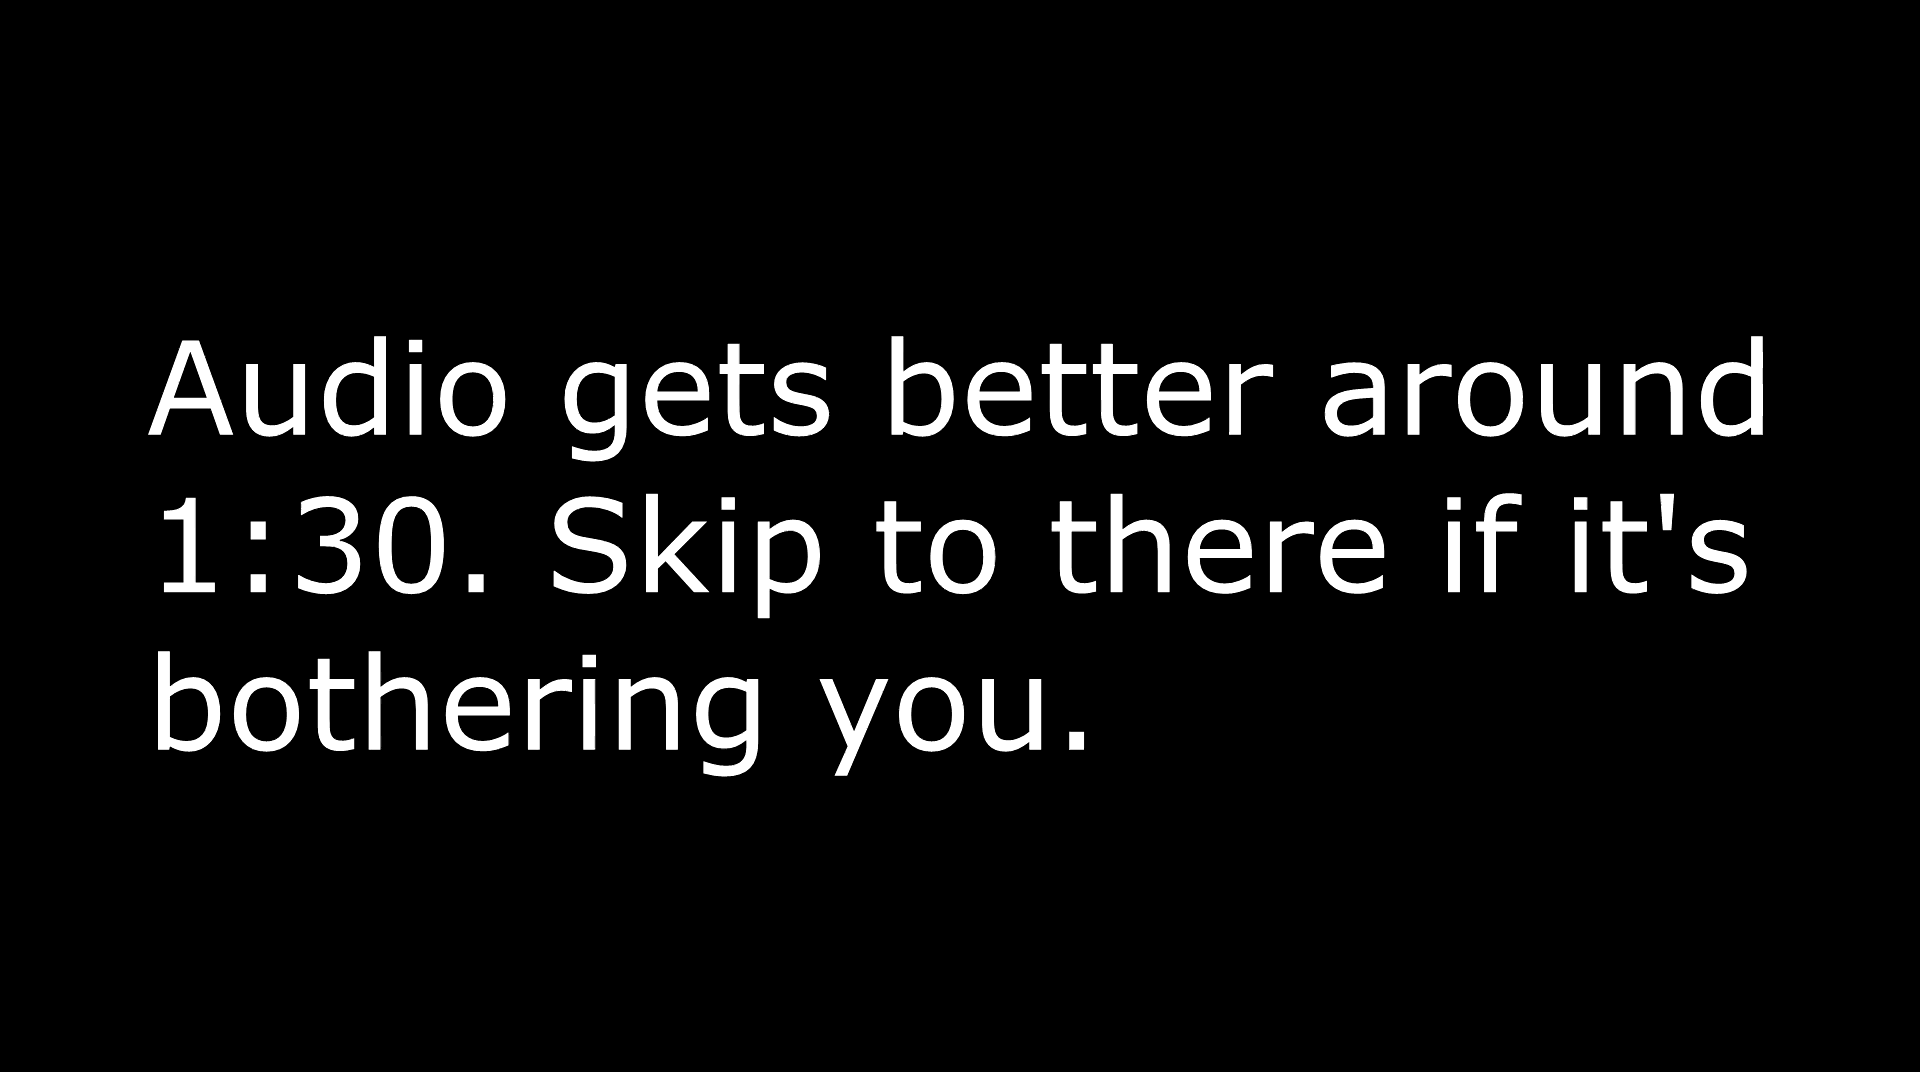 Audio gets better around
1:30. Skip to there if it's
bothering you.